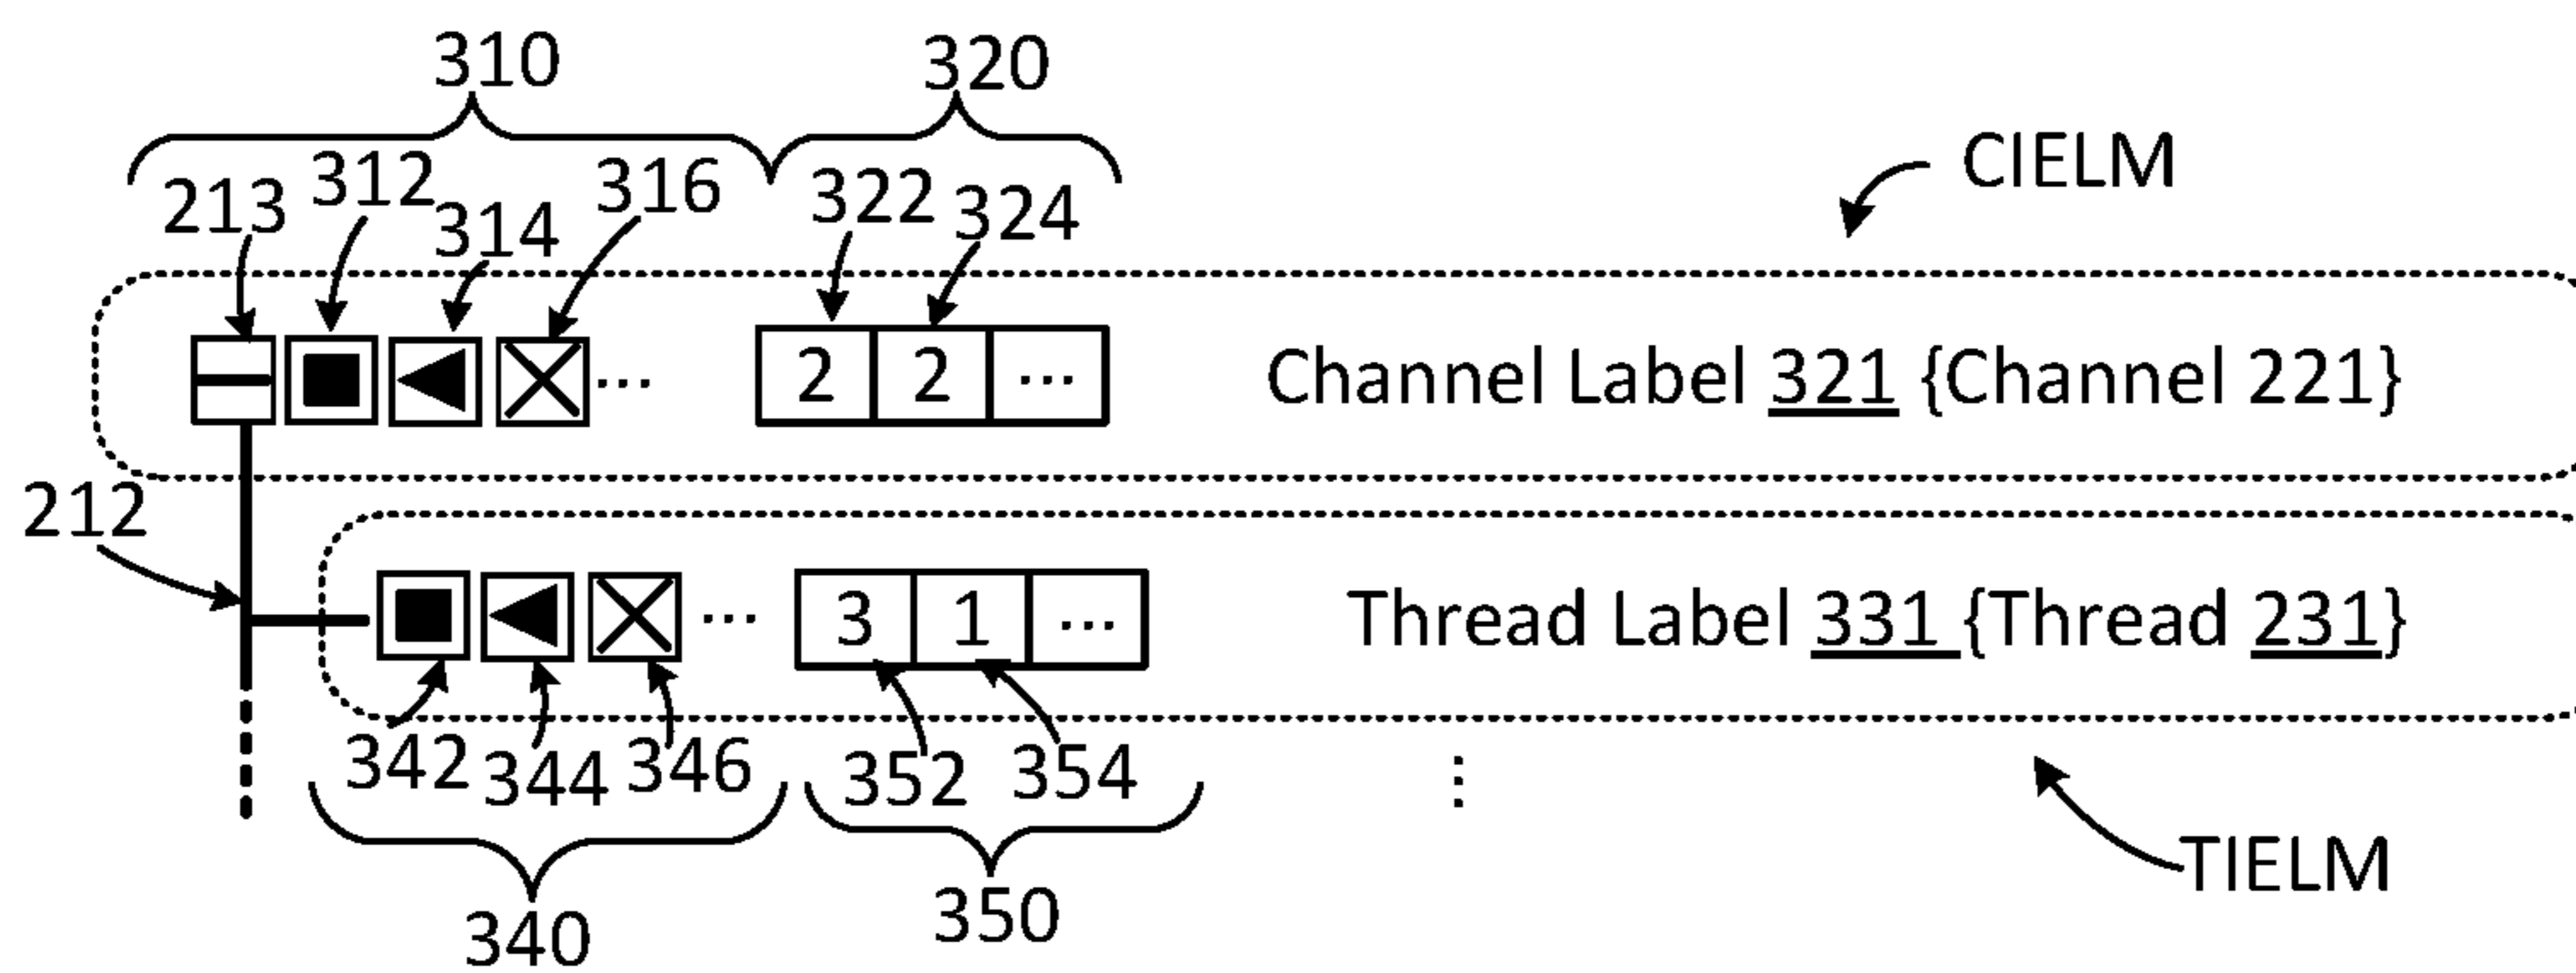 310 320
CIELM
213 312 314 316 322 324
2 2 ...
Channel Label 321 {Channel 221}
212
3 1 ...
Thread Label 331 {Thread 231}
342 344 346 352 354
340 350
TIELM